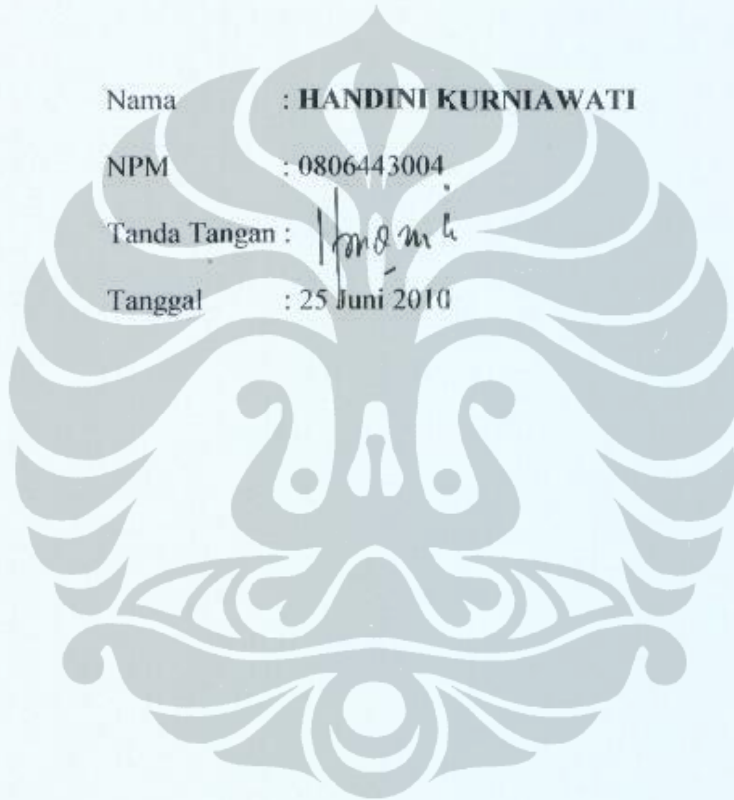 Nama : HANDINI KURNIAWATI
NPM : 0806443004
Tanda Tangan :
Tanggal : 25 Juni 2010